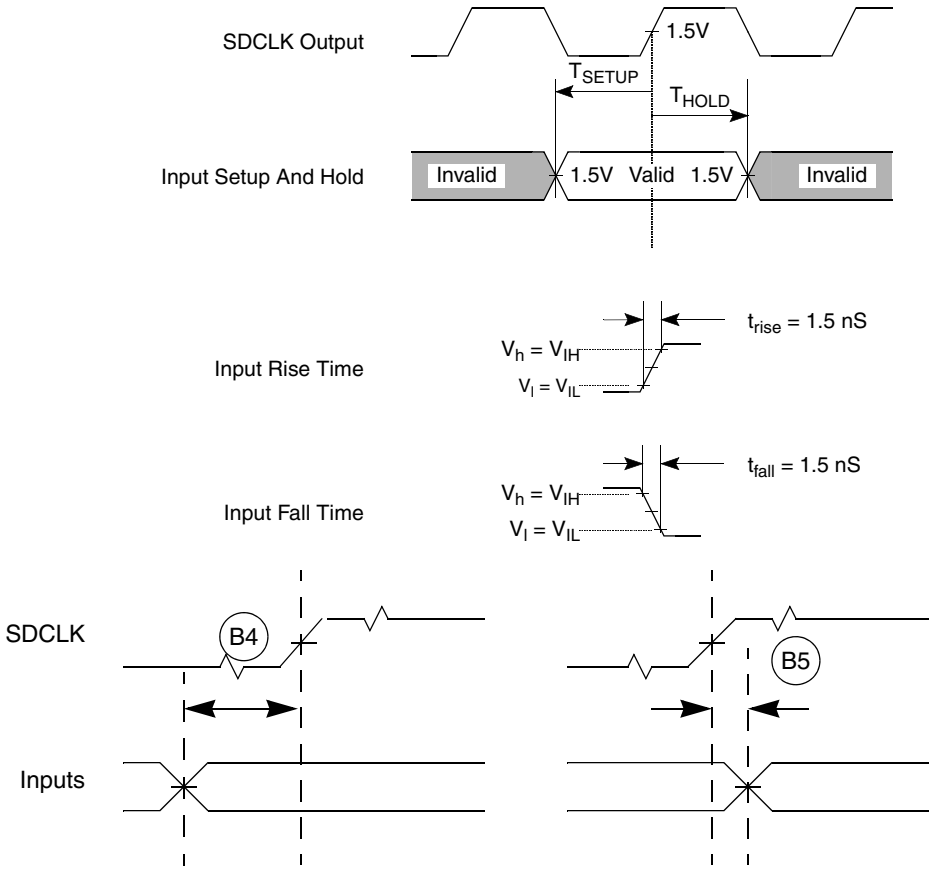 SDCLK Output
1.5V
TSETUP
THOLD
Input Setup And Hold
Invalid
1.5V Valid 1.5V
Invalid
trise = 1.5 nS
Vh = VIH
Input Rise Time
Vl = VIL
tfall = 1.5 nS
Vh = VIH
Input Fall Time
Vl = VIL
SDCLK
B4
B5
Inputs